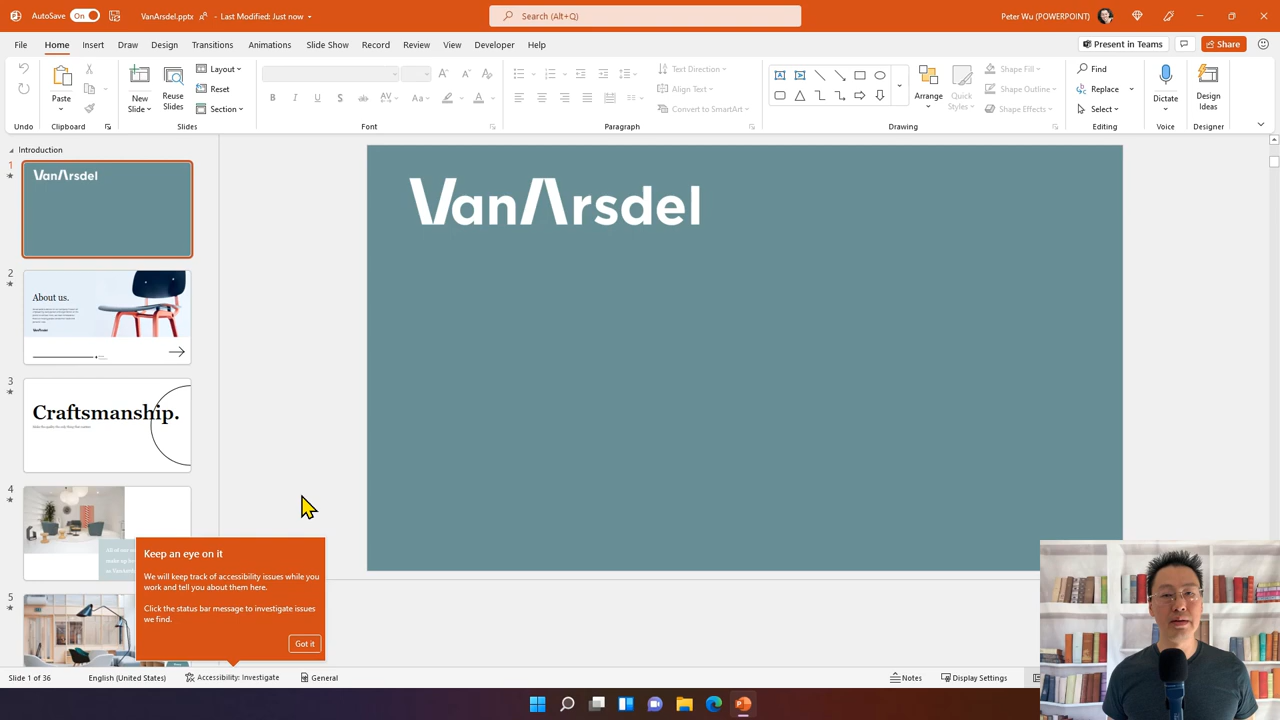 AutoSave On VanArsdel.pptx Last Modified: Just now Search (Alt+Q) Peter Wu (POWERPOINT)
File Home Insert Draw Design Transitions Animations Slide Show Record Review View Developer Help Present in Teams Share
Paste New Slide Reuse Slides Layout Reset Section
Text Direction Align Text Convert to SmartArt
Arrange Quick Styles Shape Fill Shape Outline Shape Effects
Find Replace Select Dictate Design Ideas
Undo Clipboard Slides Font Paragraph Drawing Editing Voice Designer
Introduction
1
VanArsdel
2
About us.
VanArsdel
3
Craftsmanship.
4
5
VanArsdel
Keep an eye on it
We will keep track of accessibility issues while you
work and tell you about them here.
Click the status bar message to investigate issues
we find.
Got it
Slide 1 of 36 English (United States) Accessibility: Investigate General Notes Display Settings